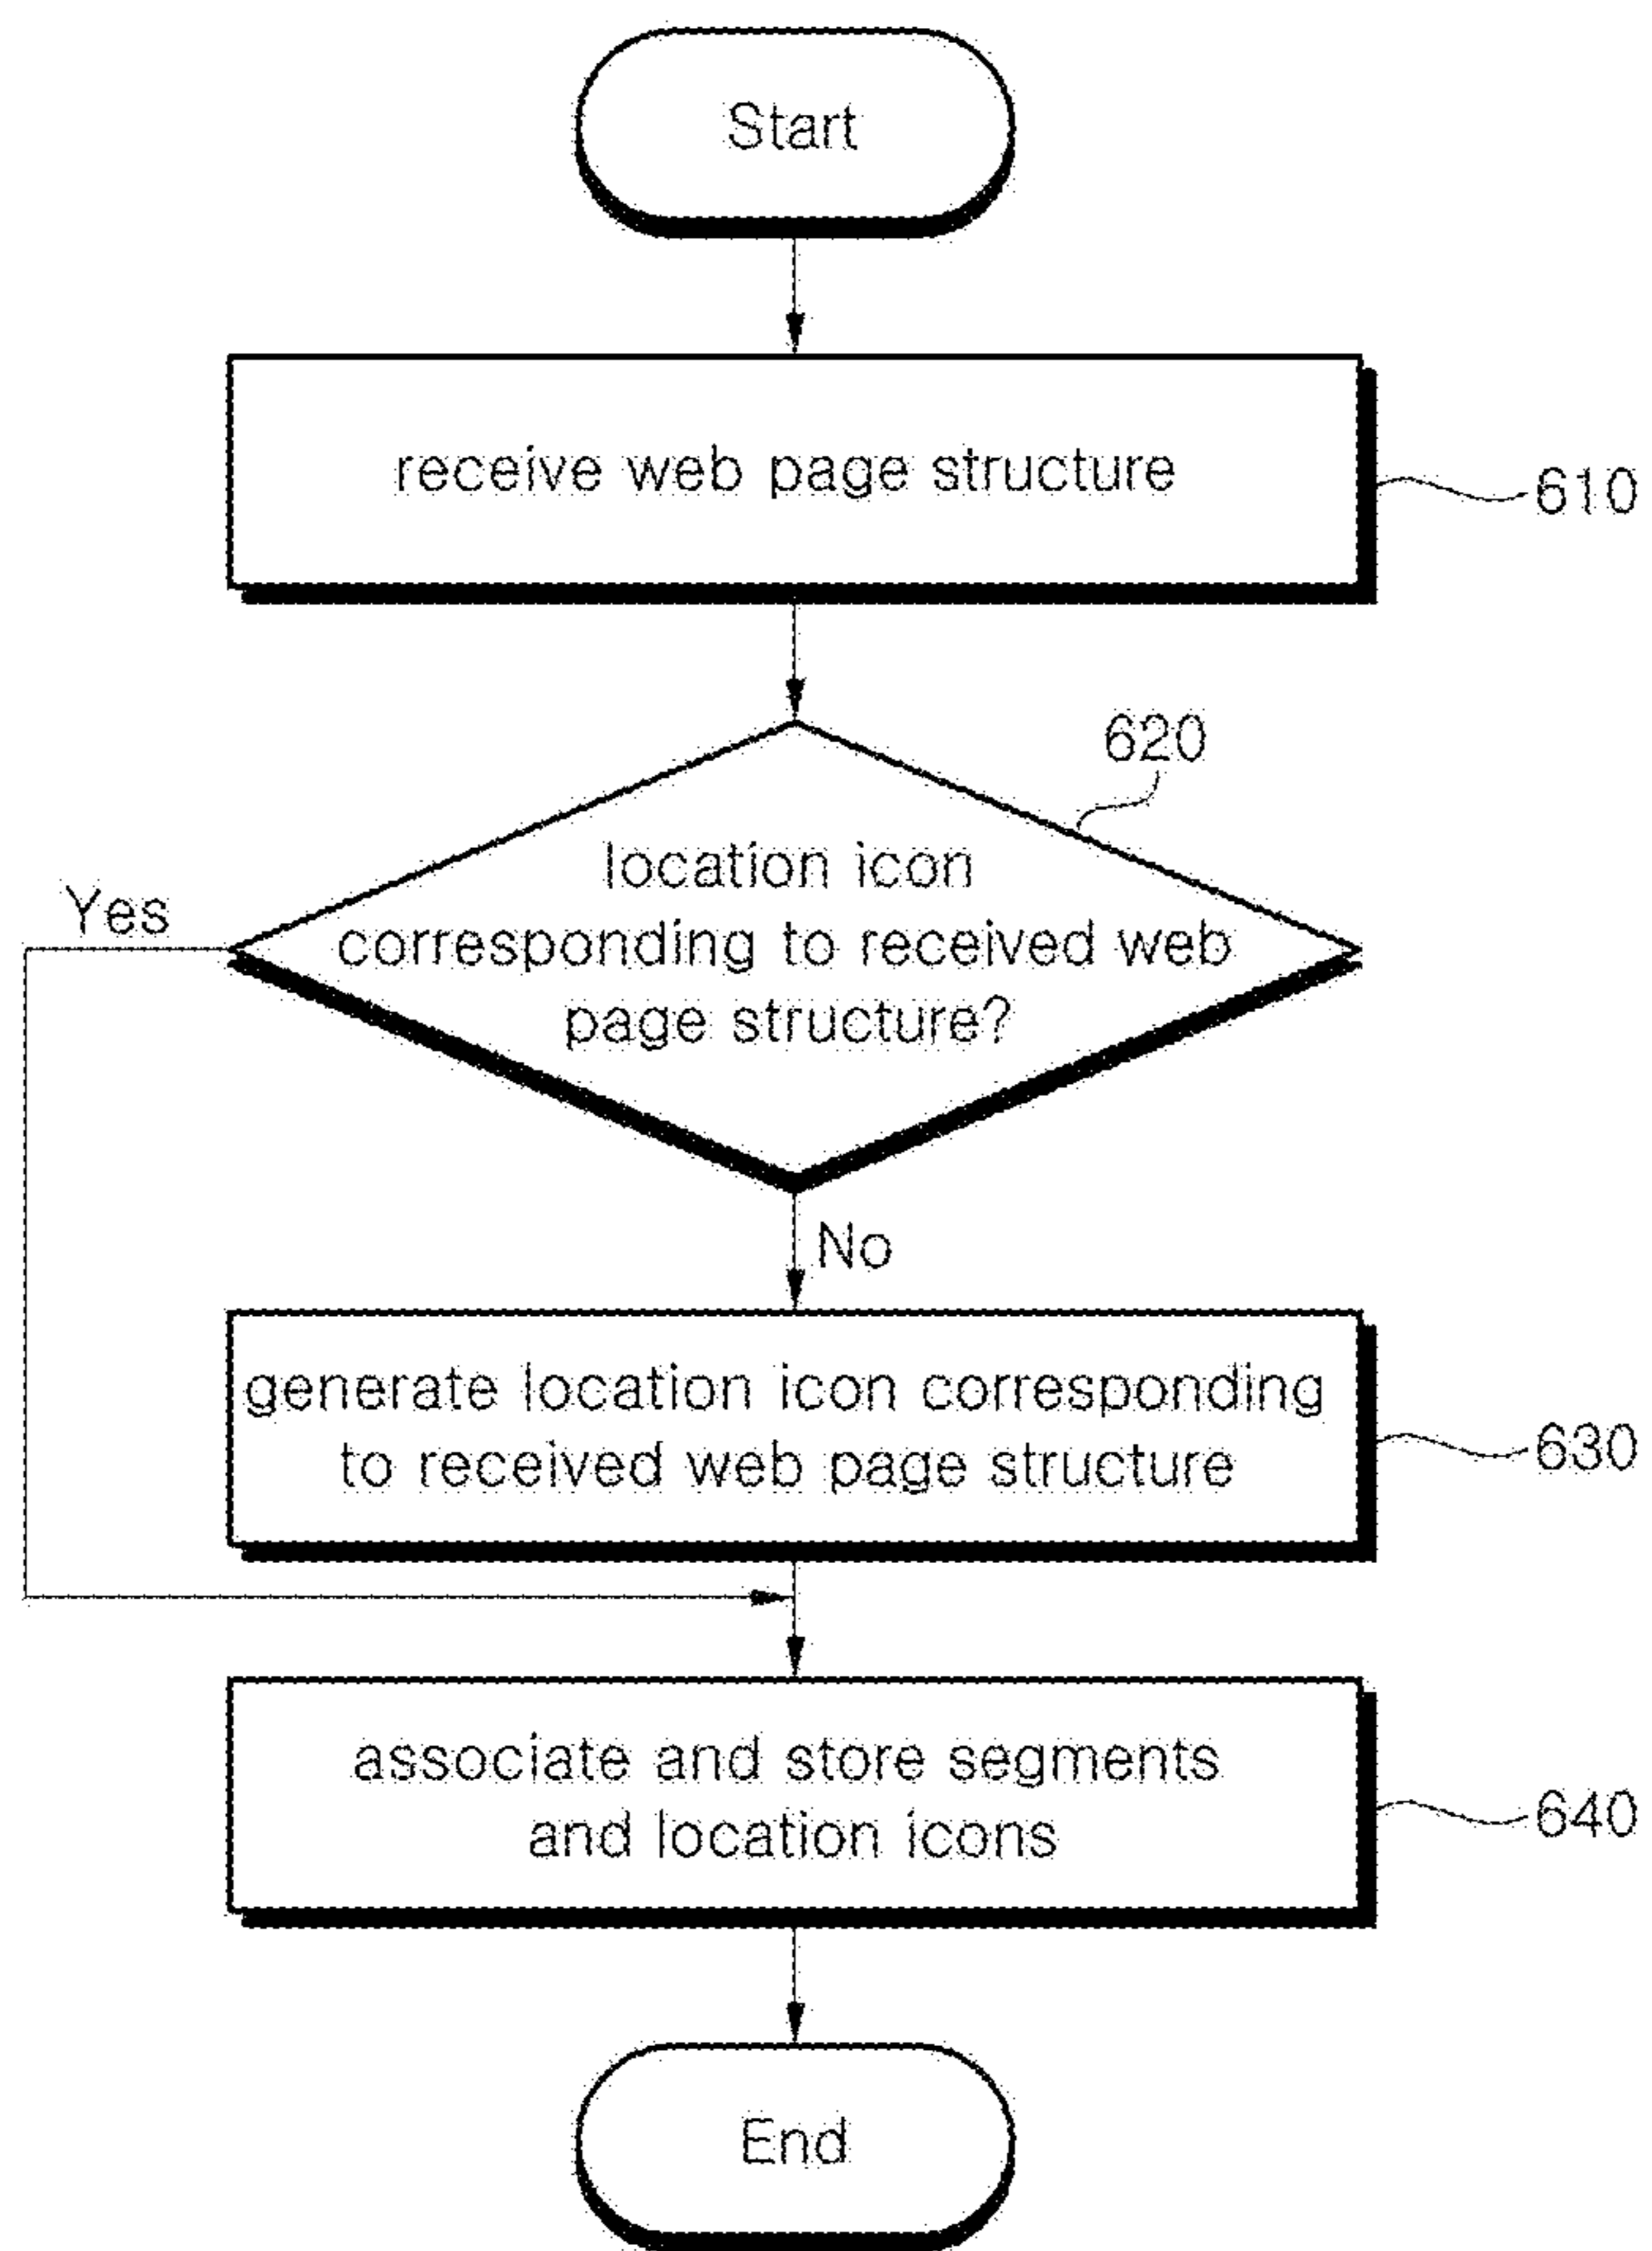 Start
receive web page structure
610
620
location icon
corresponding to received web
page structure?
Yes
No
generate location icon corresponding
to received web page structure
630
associate and store segments
and location icons
640
End